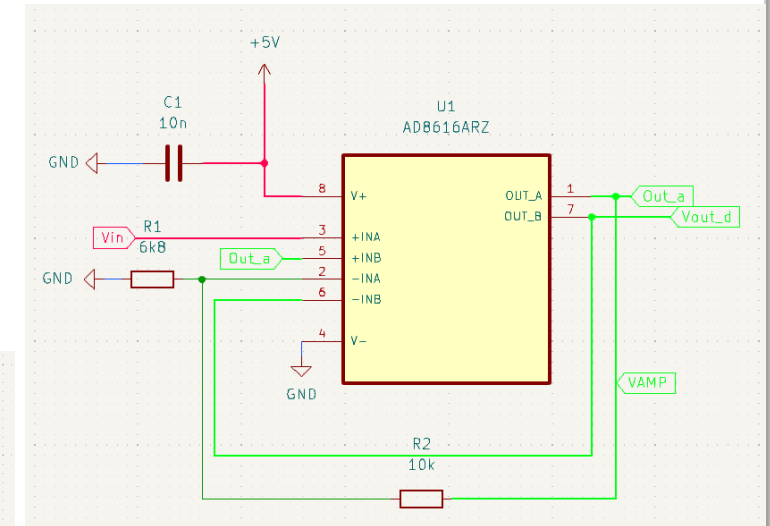 +5V
C1
10n
GND
U1
AD8616ARZ
8
V+
OUT_A
1
Out_a
OUT_B
7
Vout_d
Vin
R1
6k8
3
+INA
Out_a
5
+INB
GND
2
-INA
6
-INB
4
V-
GND
VAMP
R2
10k